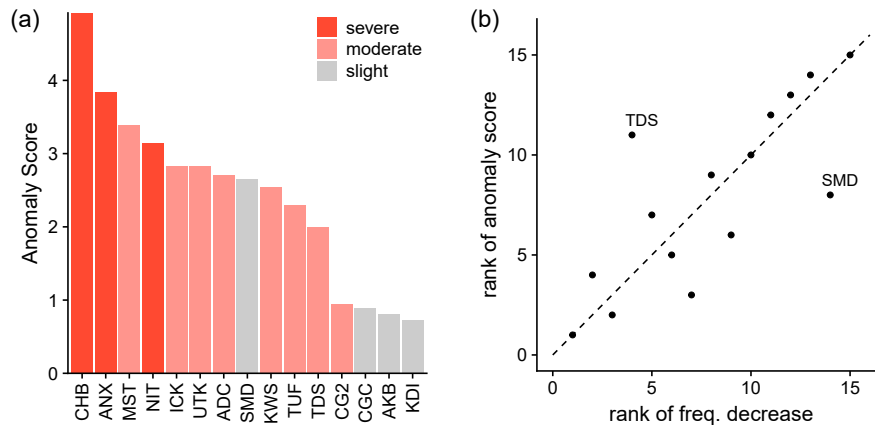 (a)
severe
moderate
slight
Anomaly Score
4
3
2
1
0
CHB
ANX
MST
NIT
ICK
UTK
ADC
SMD
KWS
TUF
TDS
CG2
CGC
AKB
KDI
(b)
rank of anomaly score
15
10
5
0
TDS
SMD
0 5 10 15
rank of freq. decrease